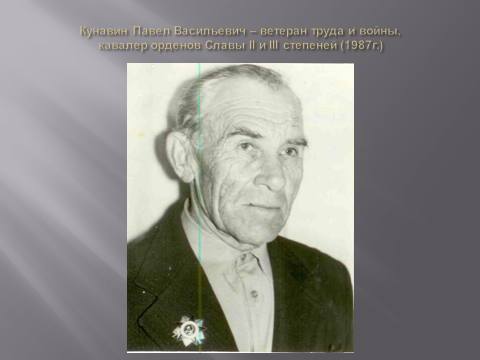 Кунавин Павел Васильевич – ветеран труда и войны,
кавалер орденов Славы II и III степеней (1987г.)